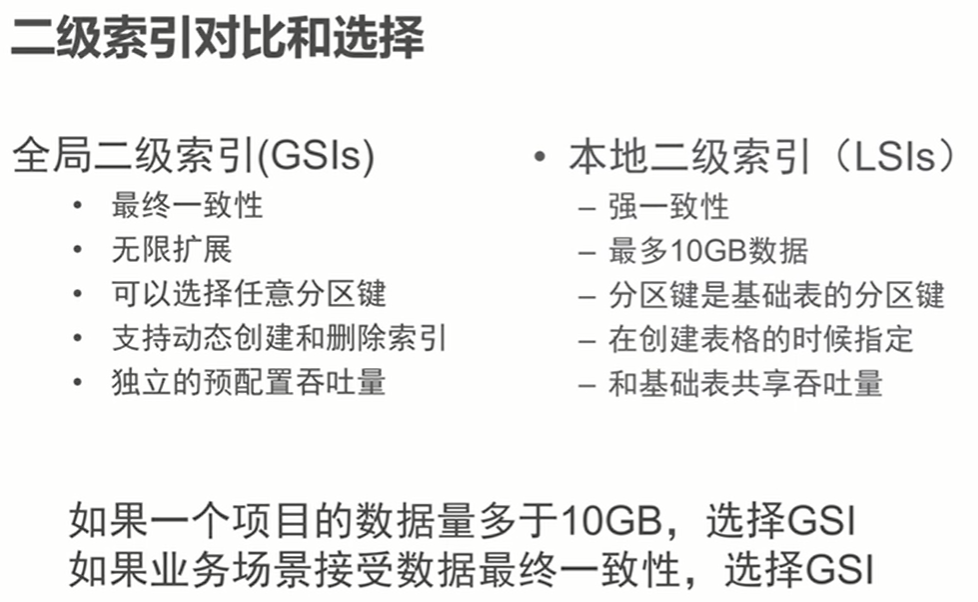 二级索引对比和选择
全局二级索引(GSIs)
• 最终一致性
• 无限扩展
• 可以选择任意分区键
• 支持动态创建和删除索引
• 独立的预配置吞吐量
• 本地二级索引（LSIs）
– 强一致性
– 最多10GB数据
– 分区键是基础表的分区键
– 在创建表格的时候指定
– 和基础表共享吞吐量
如果一个项目的数据量多于10GB，选择GSI
如果业务场景接受数据最终一致性，选择GSI